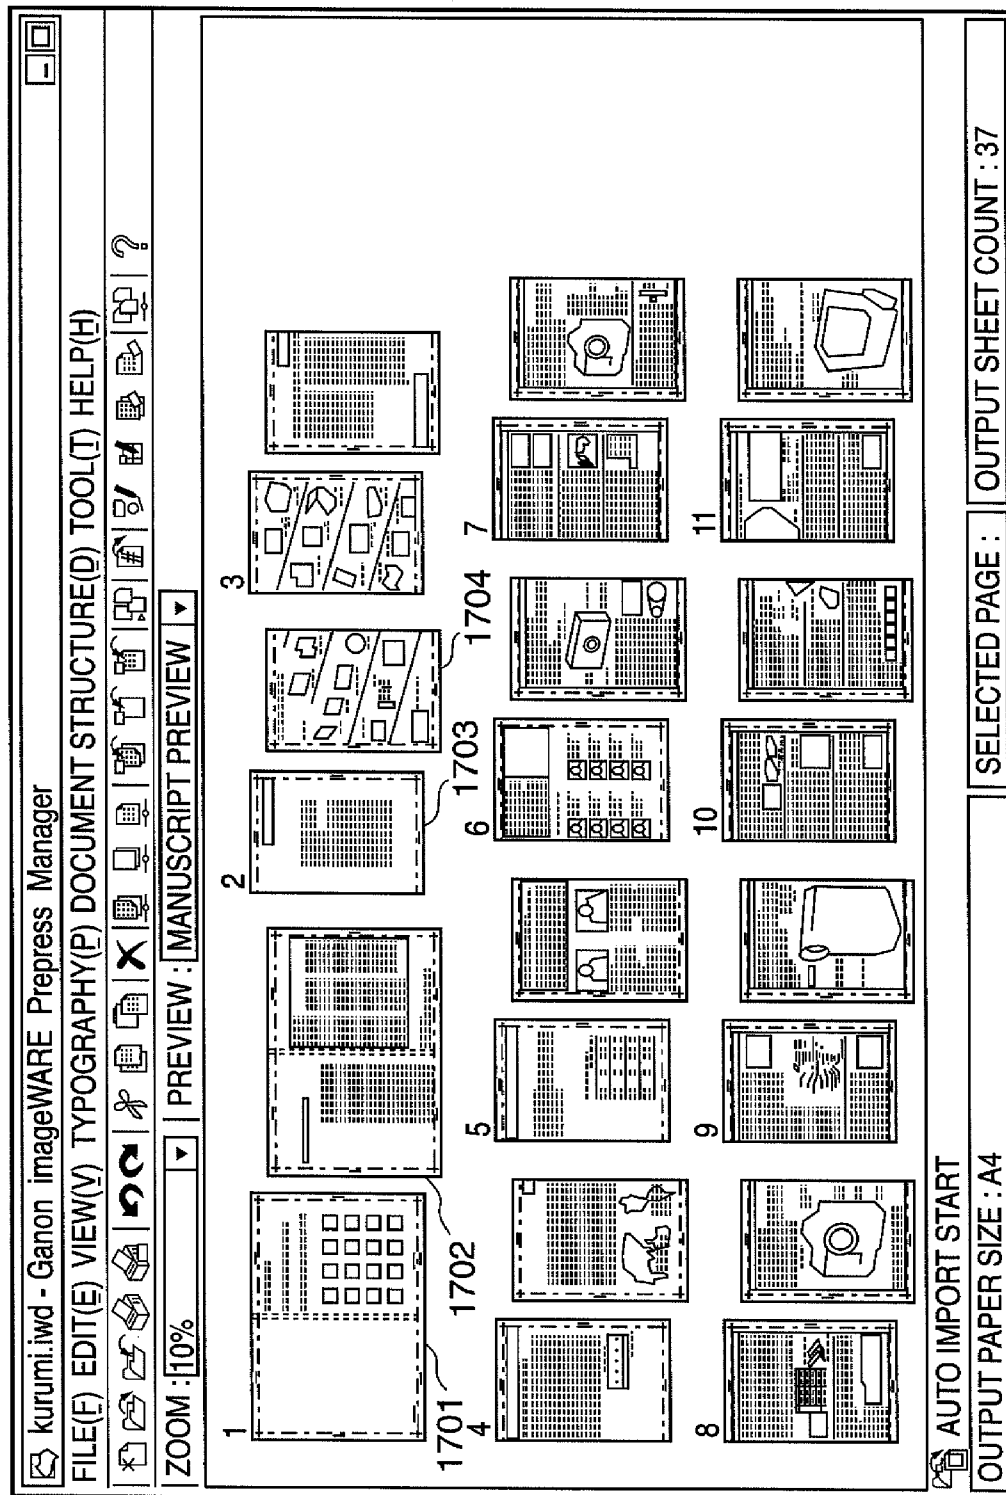 kurumi.iwd - Ganon imageWARE Prepress Manager
FILE(F) EDIT(E) VIEW(V) TYPOGRAPHY(P) DOCUMENT STRUCTURE(D) TOOL(T) HELP(H)
ZOOM : 10% PREVIEW : MANUSCRIPT PREVIEW
1 2 3
1701 1702 1703 1704
4 5 6 7
8 9 10 11
AUTO IMPORT START
OUTPUT PAPER SIZE : A4 SELECTED PAGE : OUTPUT SHEET COUNT : 37